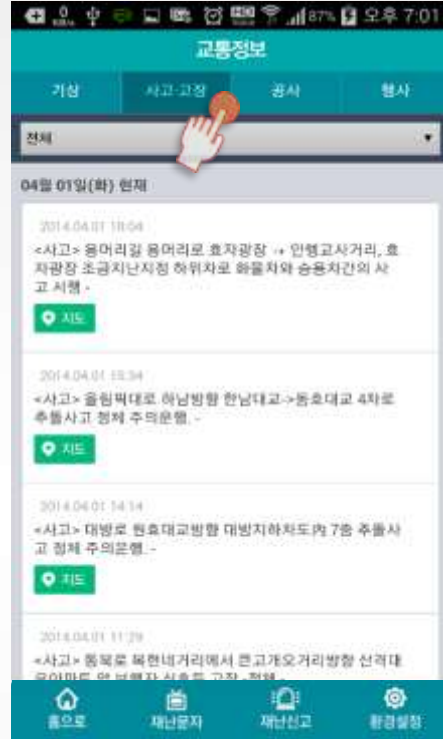 87% 오후 7:01
교통정보
기상 사고·고장 공사 행사
전체
04월 01일(화) 현재
2014.04.01 18:04
<사고> 용머리길 용머리로 효자광장 → 안행교사거리, 효
자광장 조금지난지점 하위차로 화물차와 승용차간의 사
고 서행 -
지도
2014.04.01 15:34
<사고> 올림픽대로 하남방향 한남대교->동호대교 4차로
추돌사고 정체 주의운행. -
지도
2014.04.01 14:14
<사고> 대방로 원효대교방향 대방지하차도內 7중 추돌사
고 정체 주의운행. -
지도
2014.04.01 11:29
<사고> 동북로 복현네거리에서 큰고개오거리방향 산격대
홈으로 재난문자 재난신고 환경설정